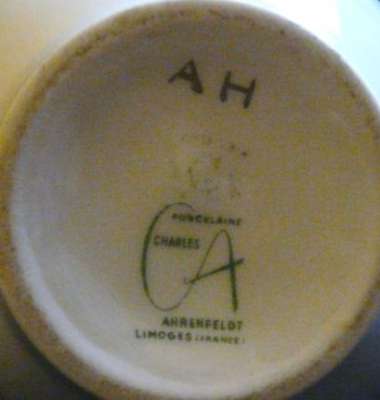 AH
PORCELAINE
CHARLES
CA
AHRENFELDT
LIMOGES (FRANCE)